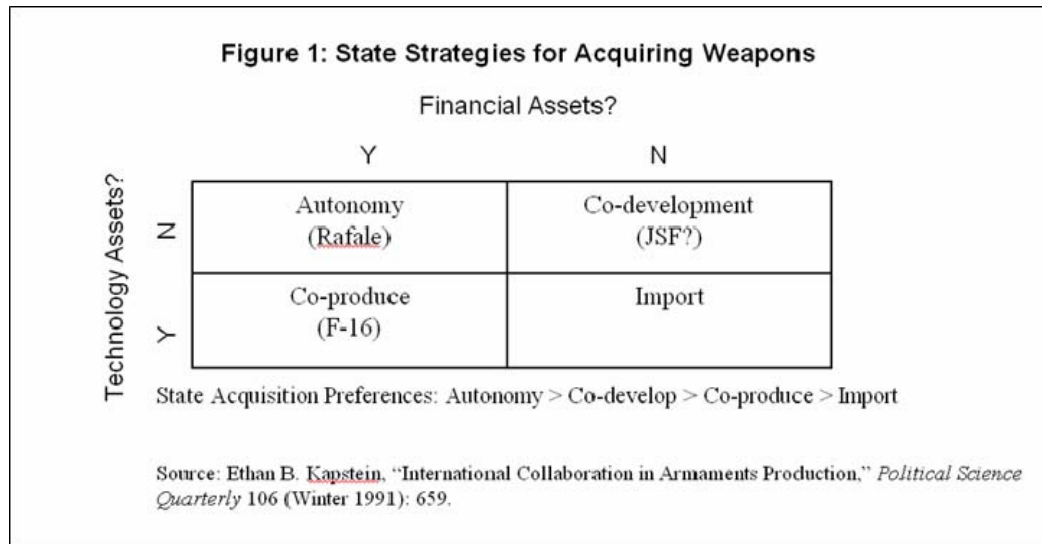 Figure 1: State Strategies for Acquiring Weapons
Financial Assets?
Y N
Technology Assets?
N
Autonomy
(Rafale)
Co-development
(JSF?)
Y
Co-produce
(F-16)
Import
State Acquisition Preferences: Autonomy > Co-develop > Co-produce > Import
Source: Ethan B. Kapstein, “International Collaboration in Armaments Production,” Political Science
Quarterly 106 (Winter 1991): 659.